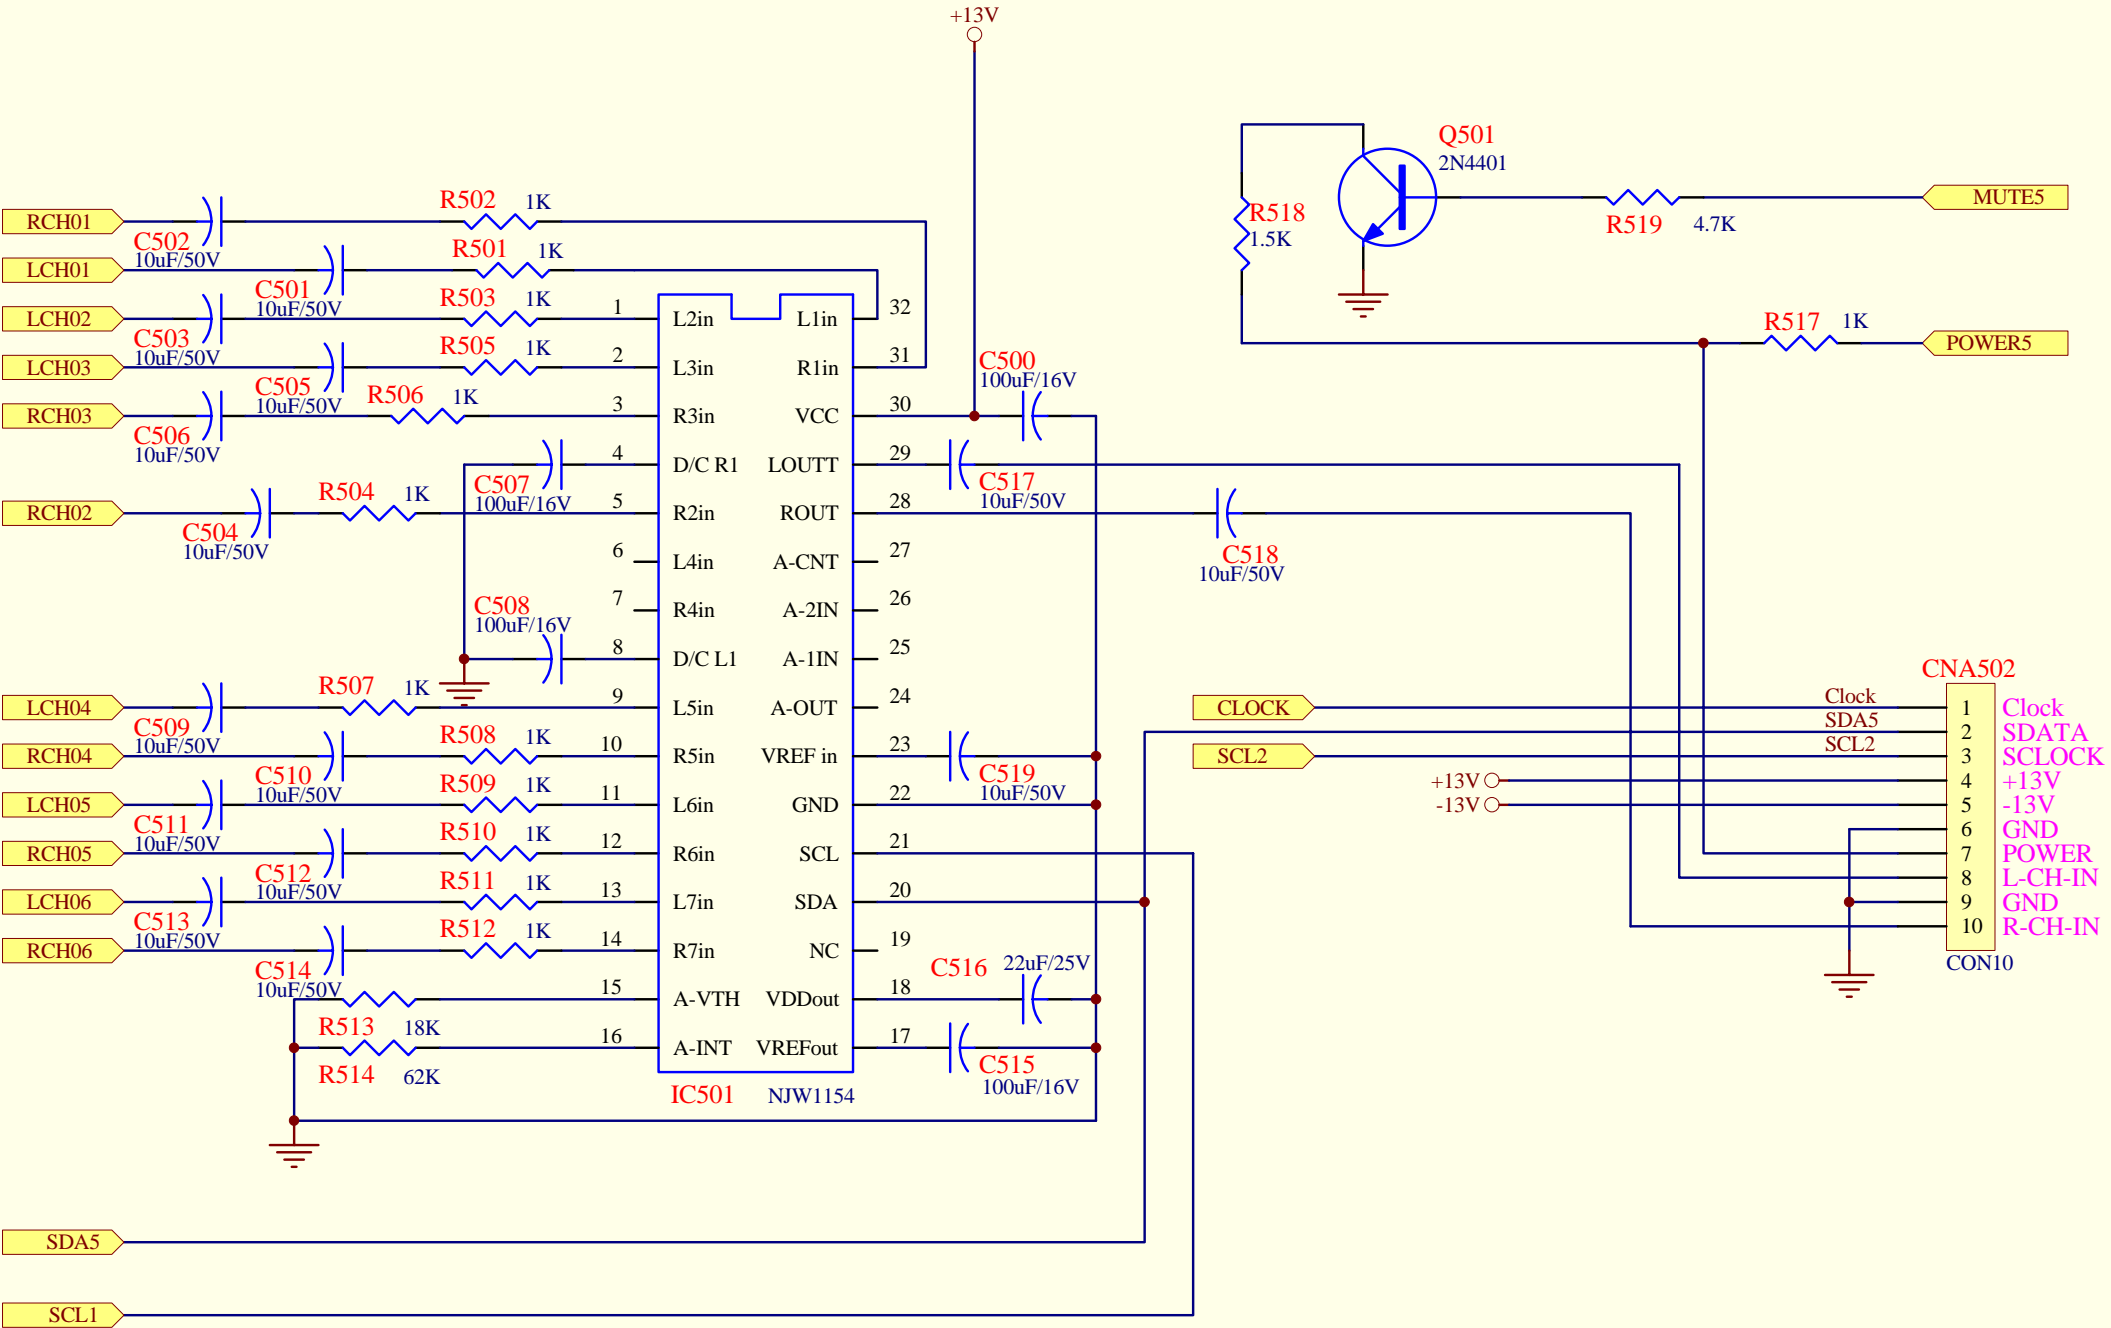 +13V
Q501
2N4401
R502 1K
RCH01
MUTE5
R518
1.5K
R519 4.7K
C502
10uF/50V
R501 1K
LCH01
C501
10uF/50V
R503 1K
LCH02
1 L2in
L1in 32
C503
10uF/50V
R517 1K
POWER5
R505 1K
LCH03
2 L3in
R1in 31
C500
100uF/16V
C505
10uF/50V
R506 1K
RCH03
3 R3in
VCC 30
C506
10uF/50V
4 D/C R1
LOUTT 29
C507
100uF/16V
C517
10uF/50V
R504 1K
RCH02
5 R2in
ROUT 28
C504
10uF/50V
C518
10uF/50V
6 L4in
A-CNT 27
7 R4in
A-2IN 26
C508
100uF/16V
8 D/C L1
A-1IN 25
CNA502
R507 1K
LCH04
9 L5in
A-OUT 24
CLOCK
Clock
1 Clock
C509
10uF/50V
SDA5
2 SDATA
R508 1K
RCH04
10 R5in
VREF in 23
SCL2
SCL2
3 SCLOCK
C510
10uF/50V
C519
10uF/50V
+13V
4 +13V
R509 1K
LCH05
11 L6in
GND 22
-13V
5 -13V
C511
10uF/50V
6 GND
R510 1K
RCH05
12 R6in
SCL 21
7 POWER
C512
10uF/50V
8 L-CH-IN
R511 1K
LCH06
13 L7in
SDA 20
9 GND
C513
10uF/50V
10 R-CH-IN
R512 1K
RCH06
14 R7in
NC 19
CON10
C514
10uF/50V
C516 22uF/25V
15 A-VTH
VDDout 18
R513 18K
16 A-INT
VREFout 17
R514 62K
C515
100uF/16V
IC501 NJW1154
SDA5
SCL1